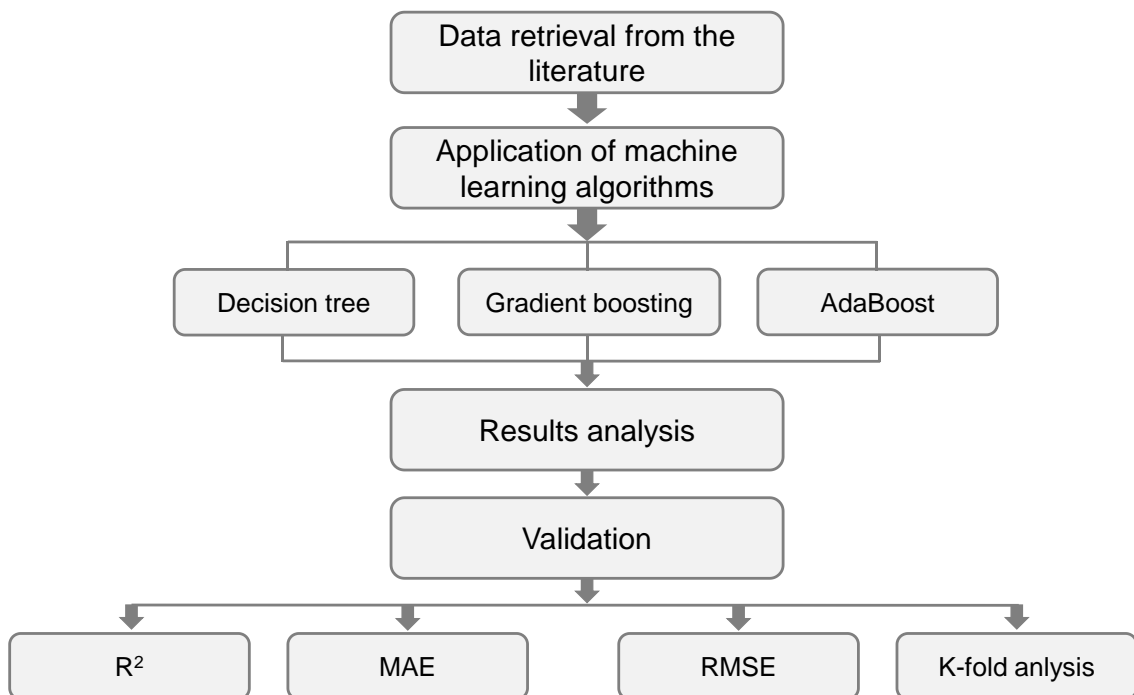 Data retrieval from the
literature
Application of machine
learning algorithms
Decision tree
Gradient boosting
AdaBoost
Results analysis
Validation
R²
MAE
RMSE
K-fold anlysis